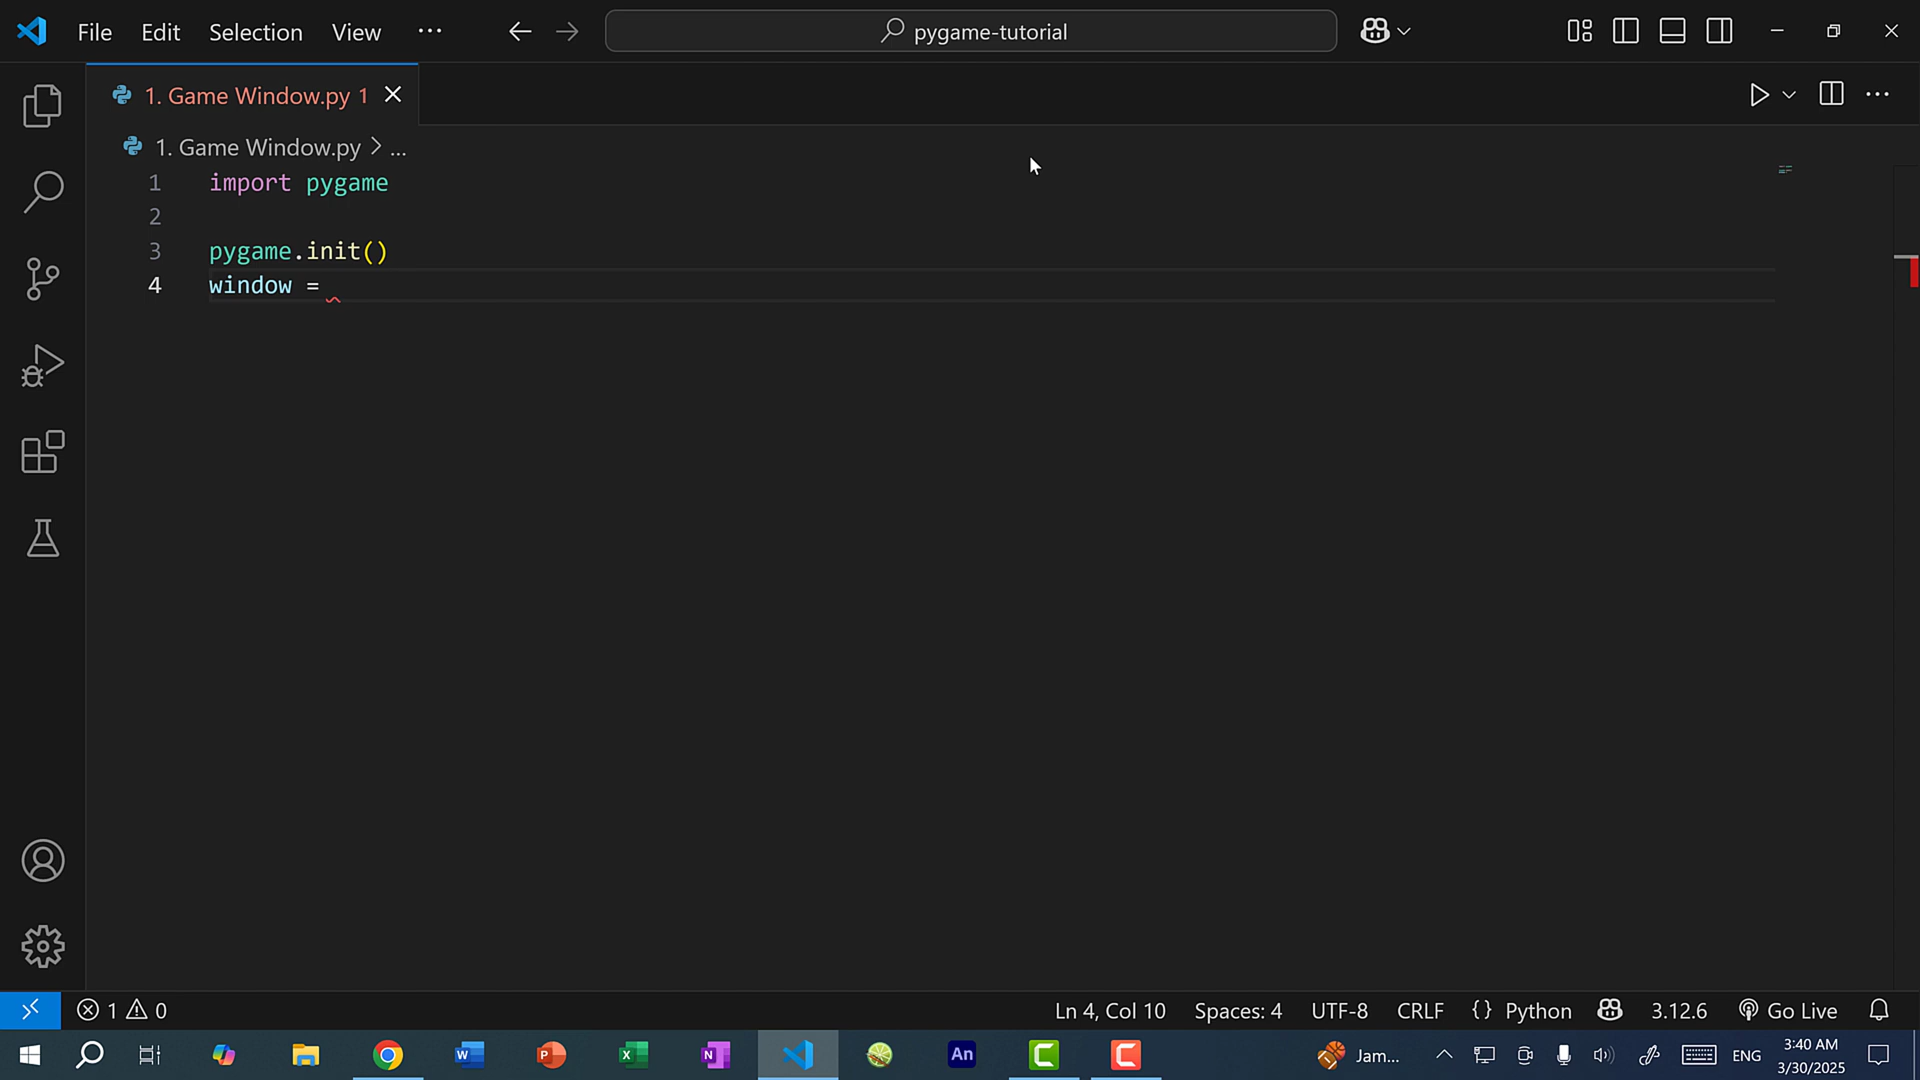 File Edit Selection View ··· pygame-tutorial
1. Game Window.py 1
1. Game Window.py > ...
1 import pygame
2
3 pygame.init()
4 window =
1 0 Ln 4, Col 10 Spaces: 4 UTF-8 CRLF {} Python 3.12.6 Go Live
W P X N An C C Jam... ENG 3:40 AM
3/30/2025